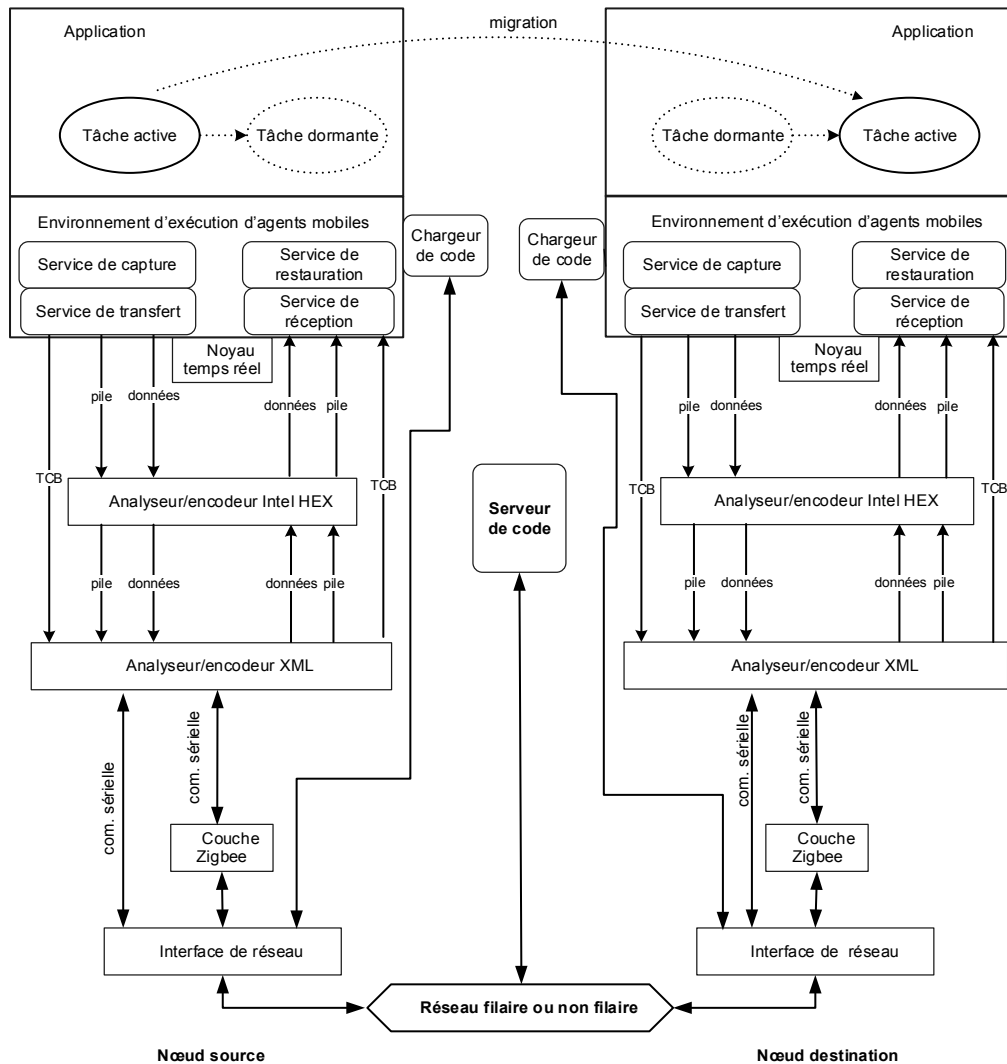 Application
migration
Application
Tâche active
Tâche dormante
Tâche dormante
Tâche active
Environnement d'exécution d'agents mobiles
Service de capture
Service de
restauration
Service de transfert
Service de
réception
Chargeur
de code
Chargeur
de code
Environnement d'exécution d'agents mobiles
Service de capture
Service de
restauration
Service de transfert
Service de
réception
Noyau
temps réel
Noyau
temps réel
pile
données
données
pile
TCB
TCB
pile
données
données
pile
TCB
TCB
Analyseur/encodeur Intel HEX
Serveur
de code
Analyseur/encodeur Intel HEX
pile
données
données
pile
pile
données
données
pile
Analyseur/encodeur XML
Analyseur/encodeur XML
com. sérielle
com. sérielle
com. sérielle
com. sérielle
Couche
Zigbee
Couche
Zigbee
Interface de réseau
Interface de réseau
Réseau filaire ou non filaire
Nœud source
Nœud destination